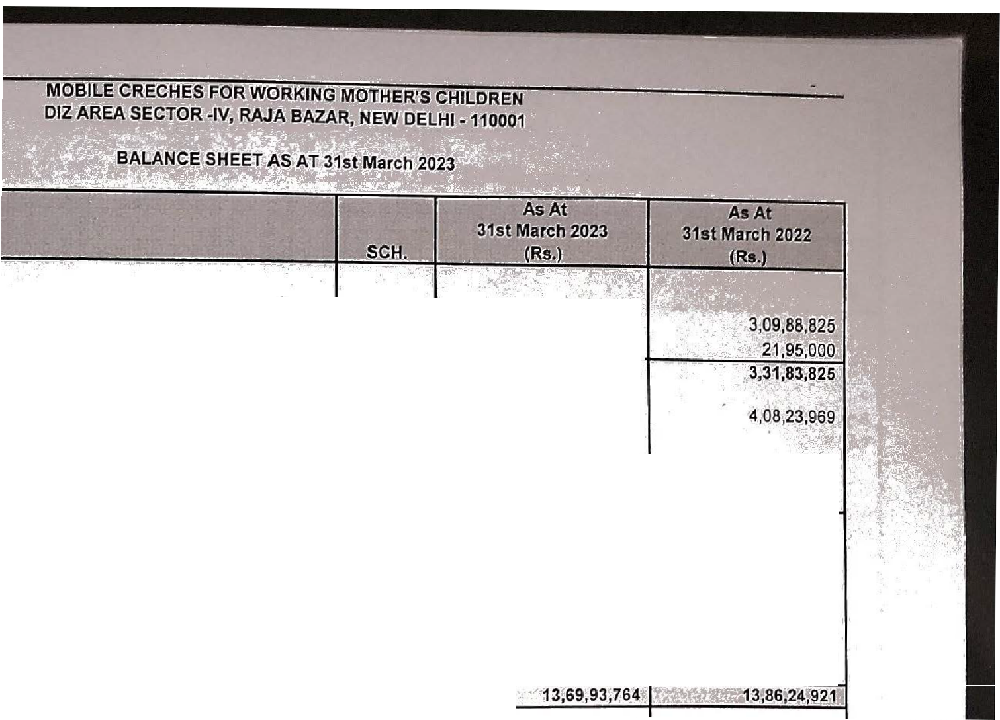 MOBILE CRECHES FOR WORKING MOTHER'S CHILDREN
DIZ AREA SECTOR -IV, RAJA BAZAR, NEW DELHI - 110001
BALANCE SHEET AS AT 31st March 2023
SCH.
As At
31st March 2023
(Rs.)
As At
31st March 2022
(Rs.)
3,09,88,825
21,95,000
3,31,83,825
4,08,23,969
13,69,93,764 13,86,24,921